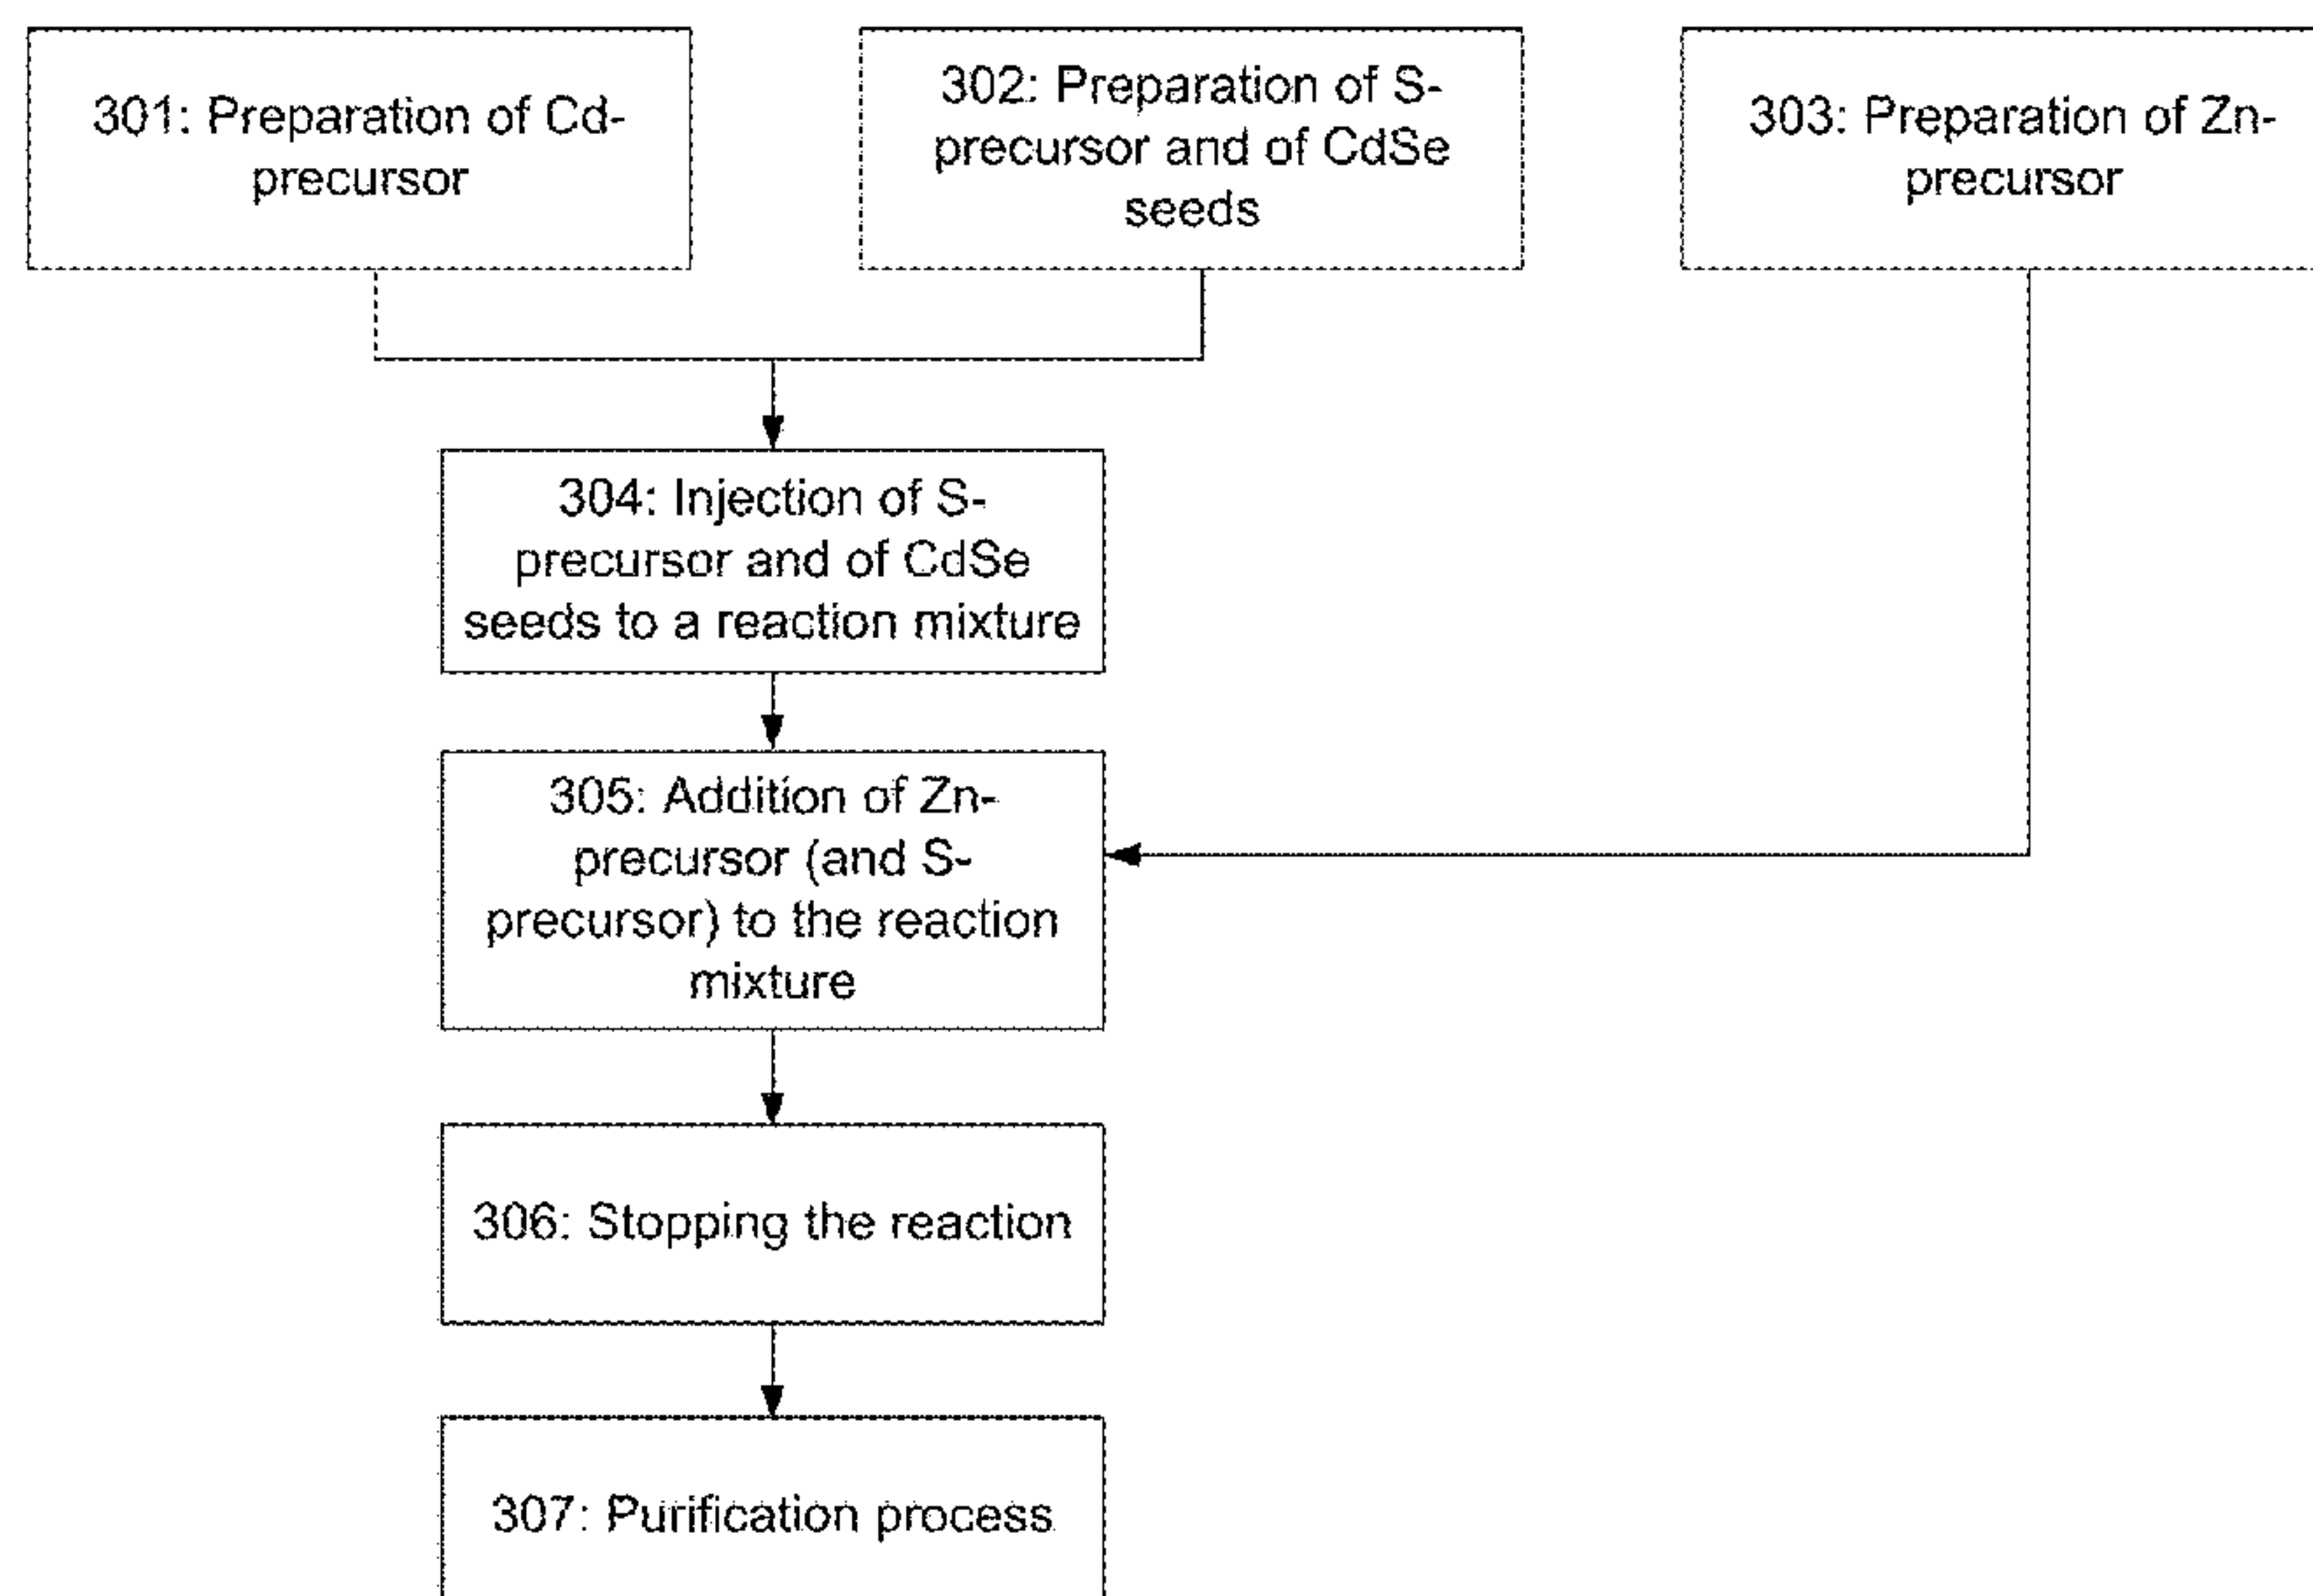 301: Preparation of Cd-
precursor
302: Preparation of S-
precursor and of CdSe
seeds
303: Preparation of Zn-
precursor
304: Injection of S-
precursor and of CdSe
seeds to a reaction mixture
305: Addition of Zn-
precursor (and S-
precursor) to the reaction
mixture
306: Stopping the reaction
307: Purification process